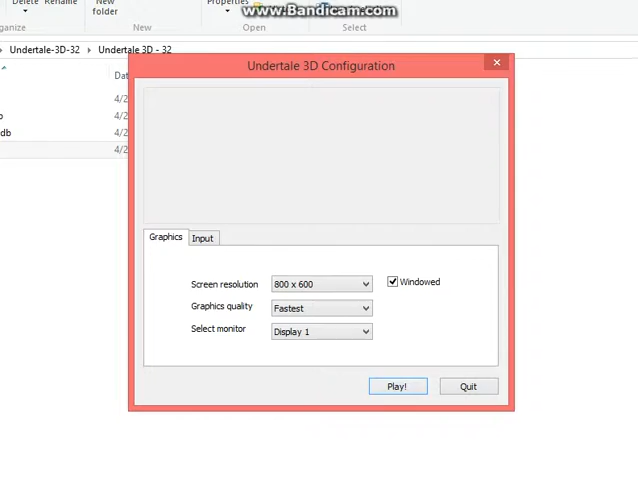 Delete
Rename
New
folder
Properties
www.Bandicam.com
New
Open
Select
Undertale-3D-32
Undertale 3D - 32
Undertale 3D Configuration
4/2
4/2
db
4/2
4/2
Graphics
Input
Screen resolution
800 x 600
Windowed
Graphics quality
Fastest
Select monitor
Display 1
Play!
Quit